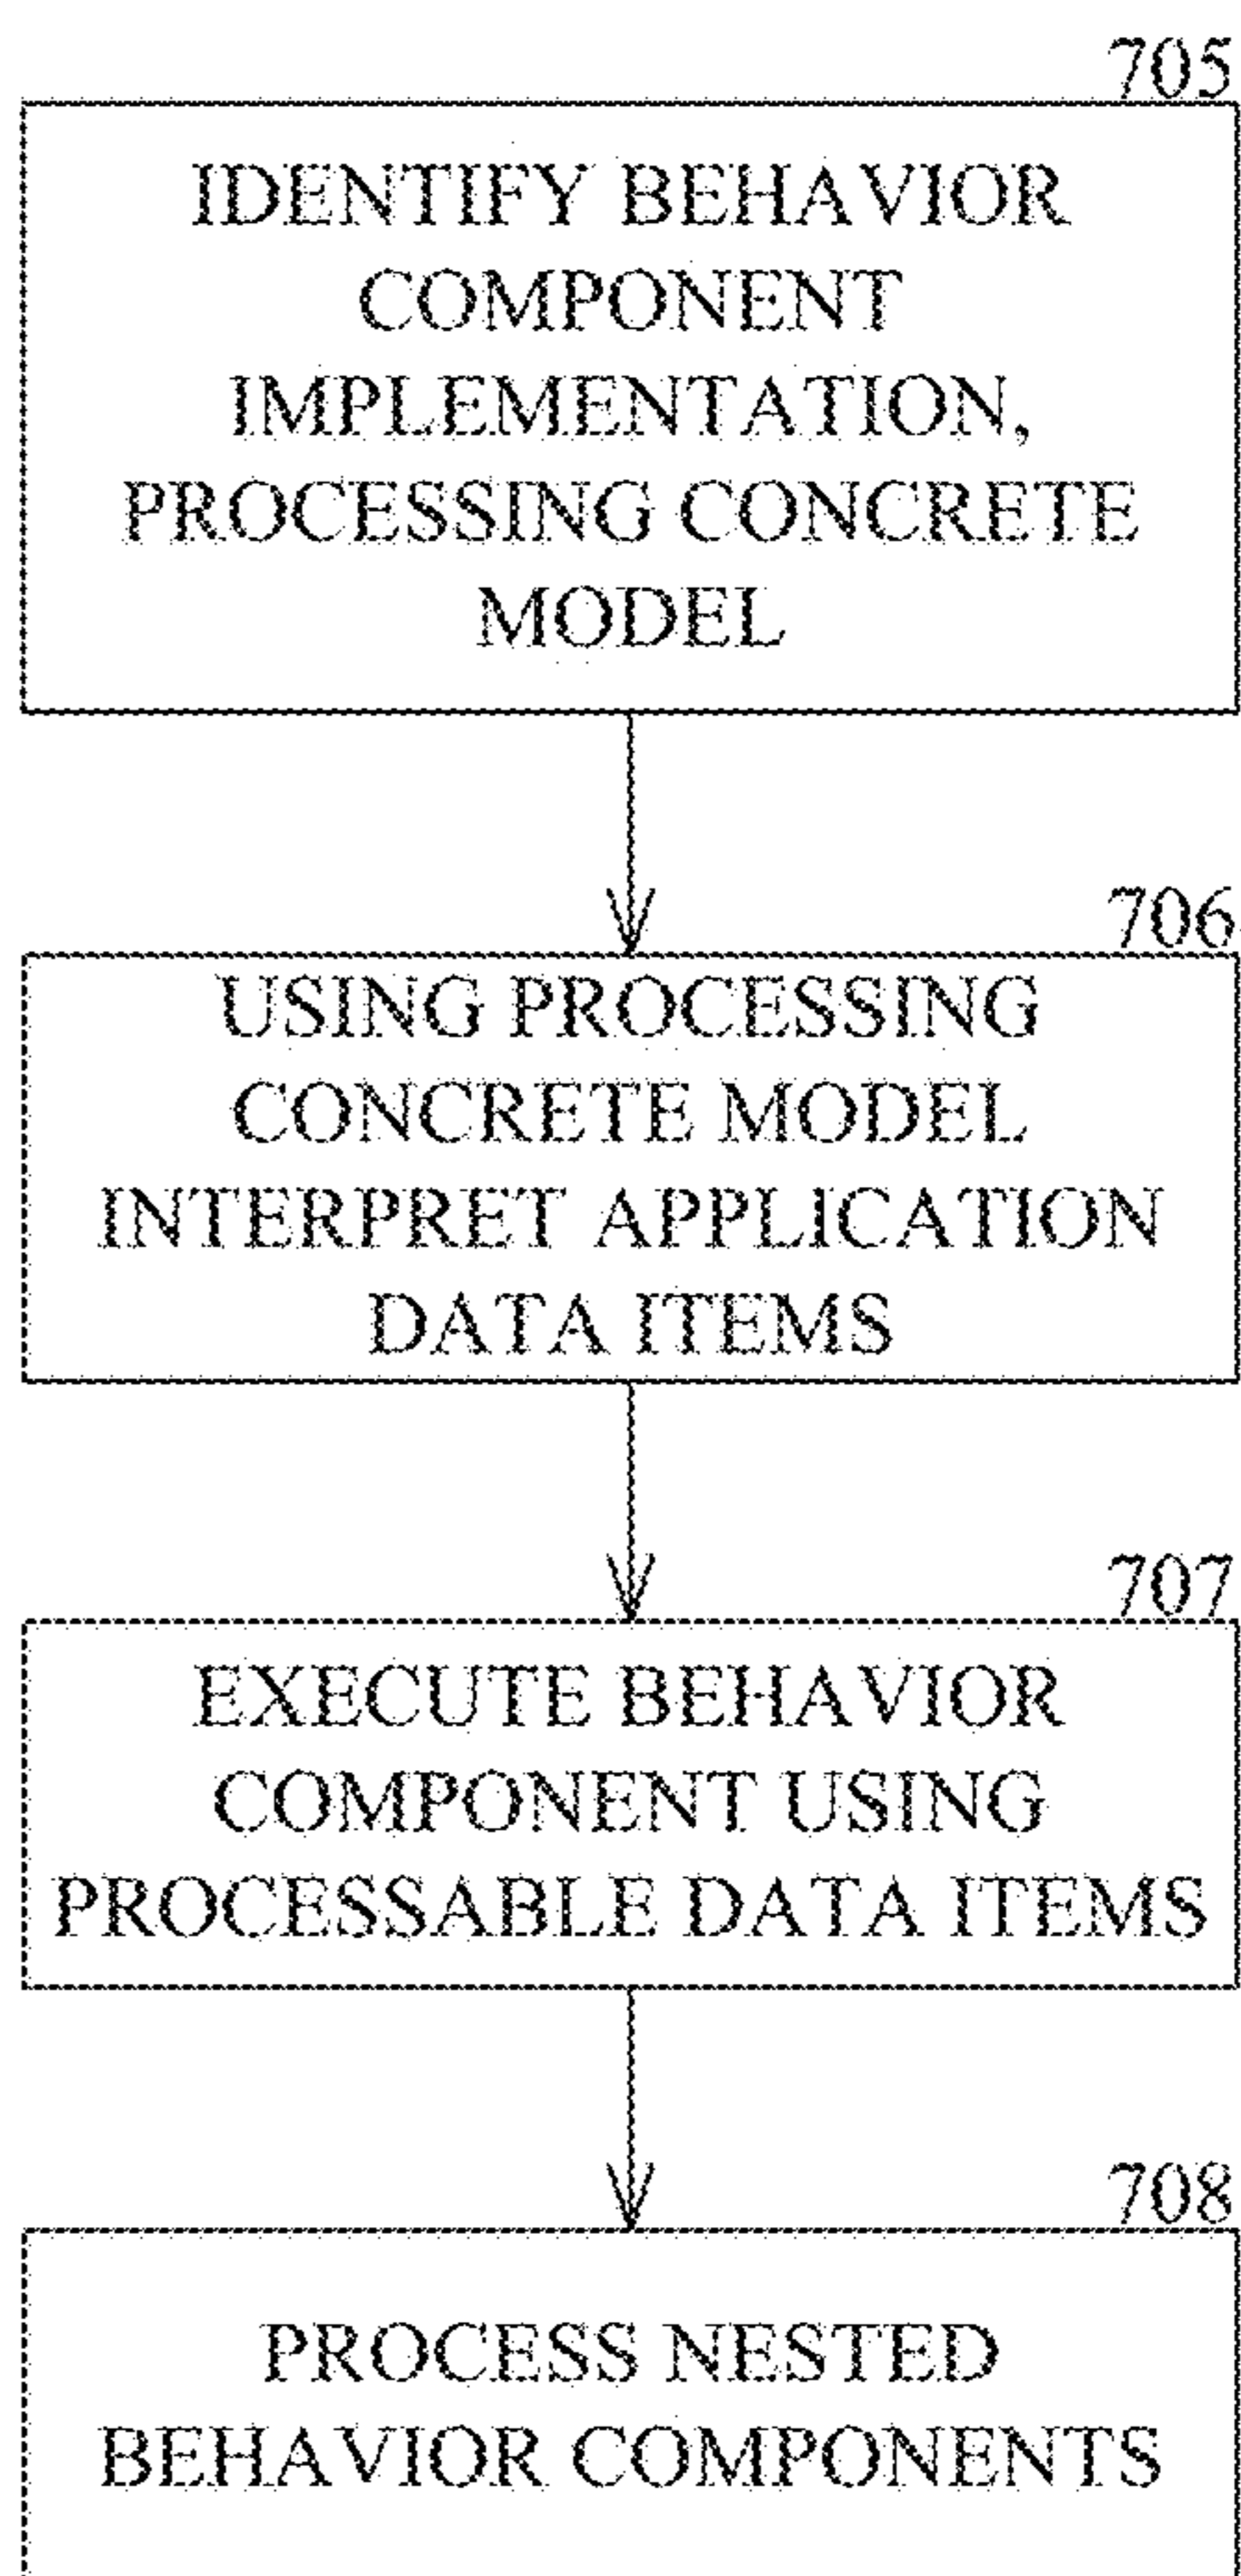 705
IDENTIFY BEHAVIOR
COMPONENT
IMPLEMENTATION,
PROCESSING CONCRETE
MODEL
706
USING PROCESSING
CONCRETE MODEL
INTERPRET APPLICATION
DATA ITEMS
707
EXECUTE BEHAVIOR
COMPONENT USING
PROCESSABLE DATA ITEMS
708
PROCESS NESTED
BEHAVIOR COMPONENTS